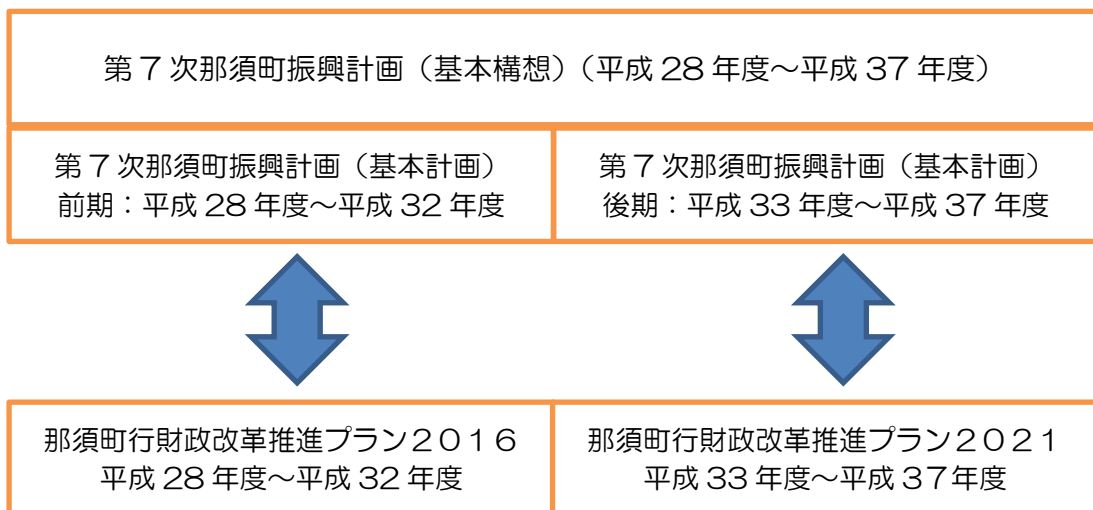 第７次那須町振興計画（基本構想）（平成 28 年度～平成 37 年度）
第７次那須町振興計画（基本計画）
前期：平成 28 年度～平成 32 年度
第７次那須町振興計画（基本計画）
後期：平成 33 年度～平成 37 年度
那須町行財政改革推進プラン２０１６
平成 28 年度～平成 32 年度
那須町行財政改革推進プラン２０２１
平成 33 年度～平成 3７年度